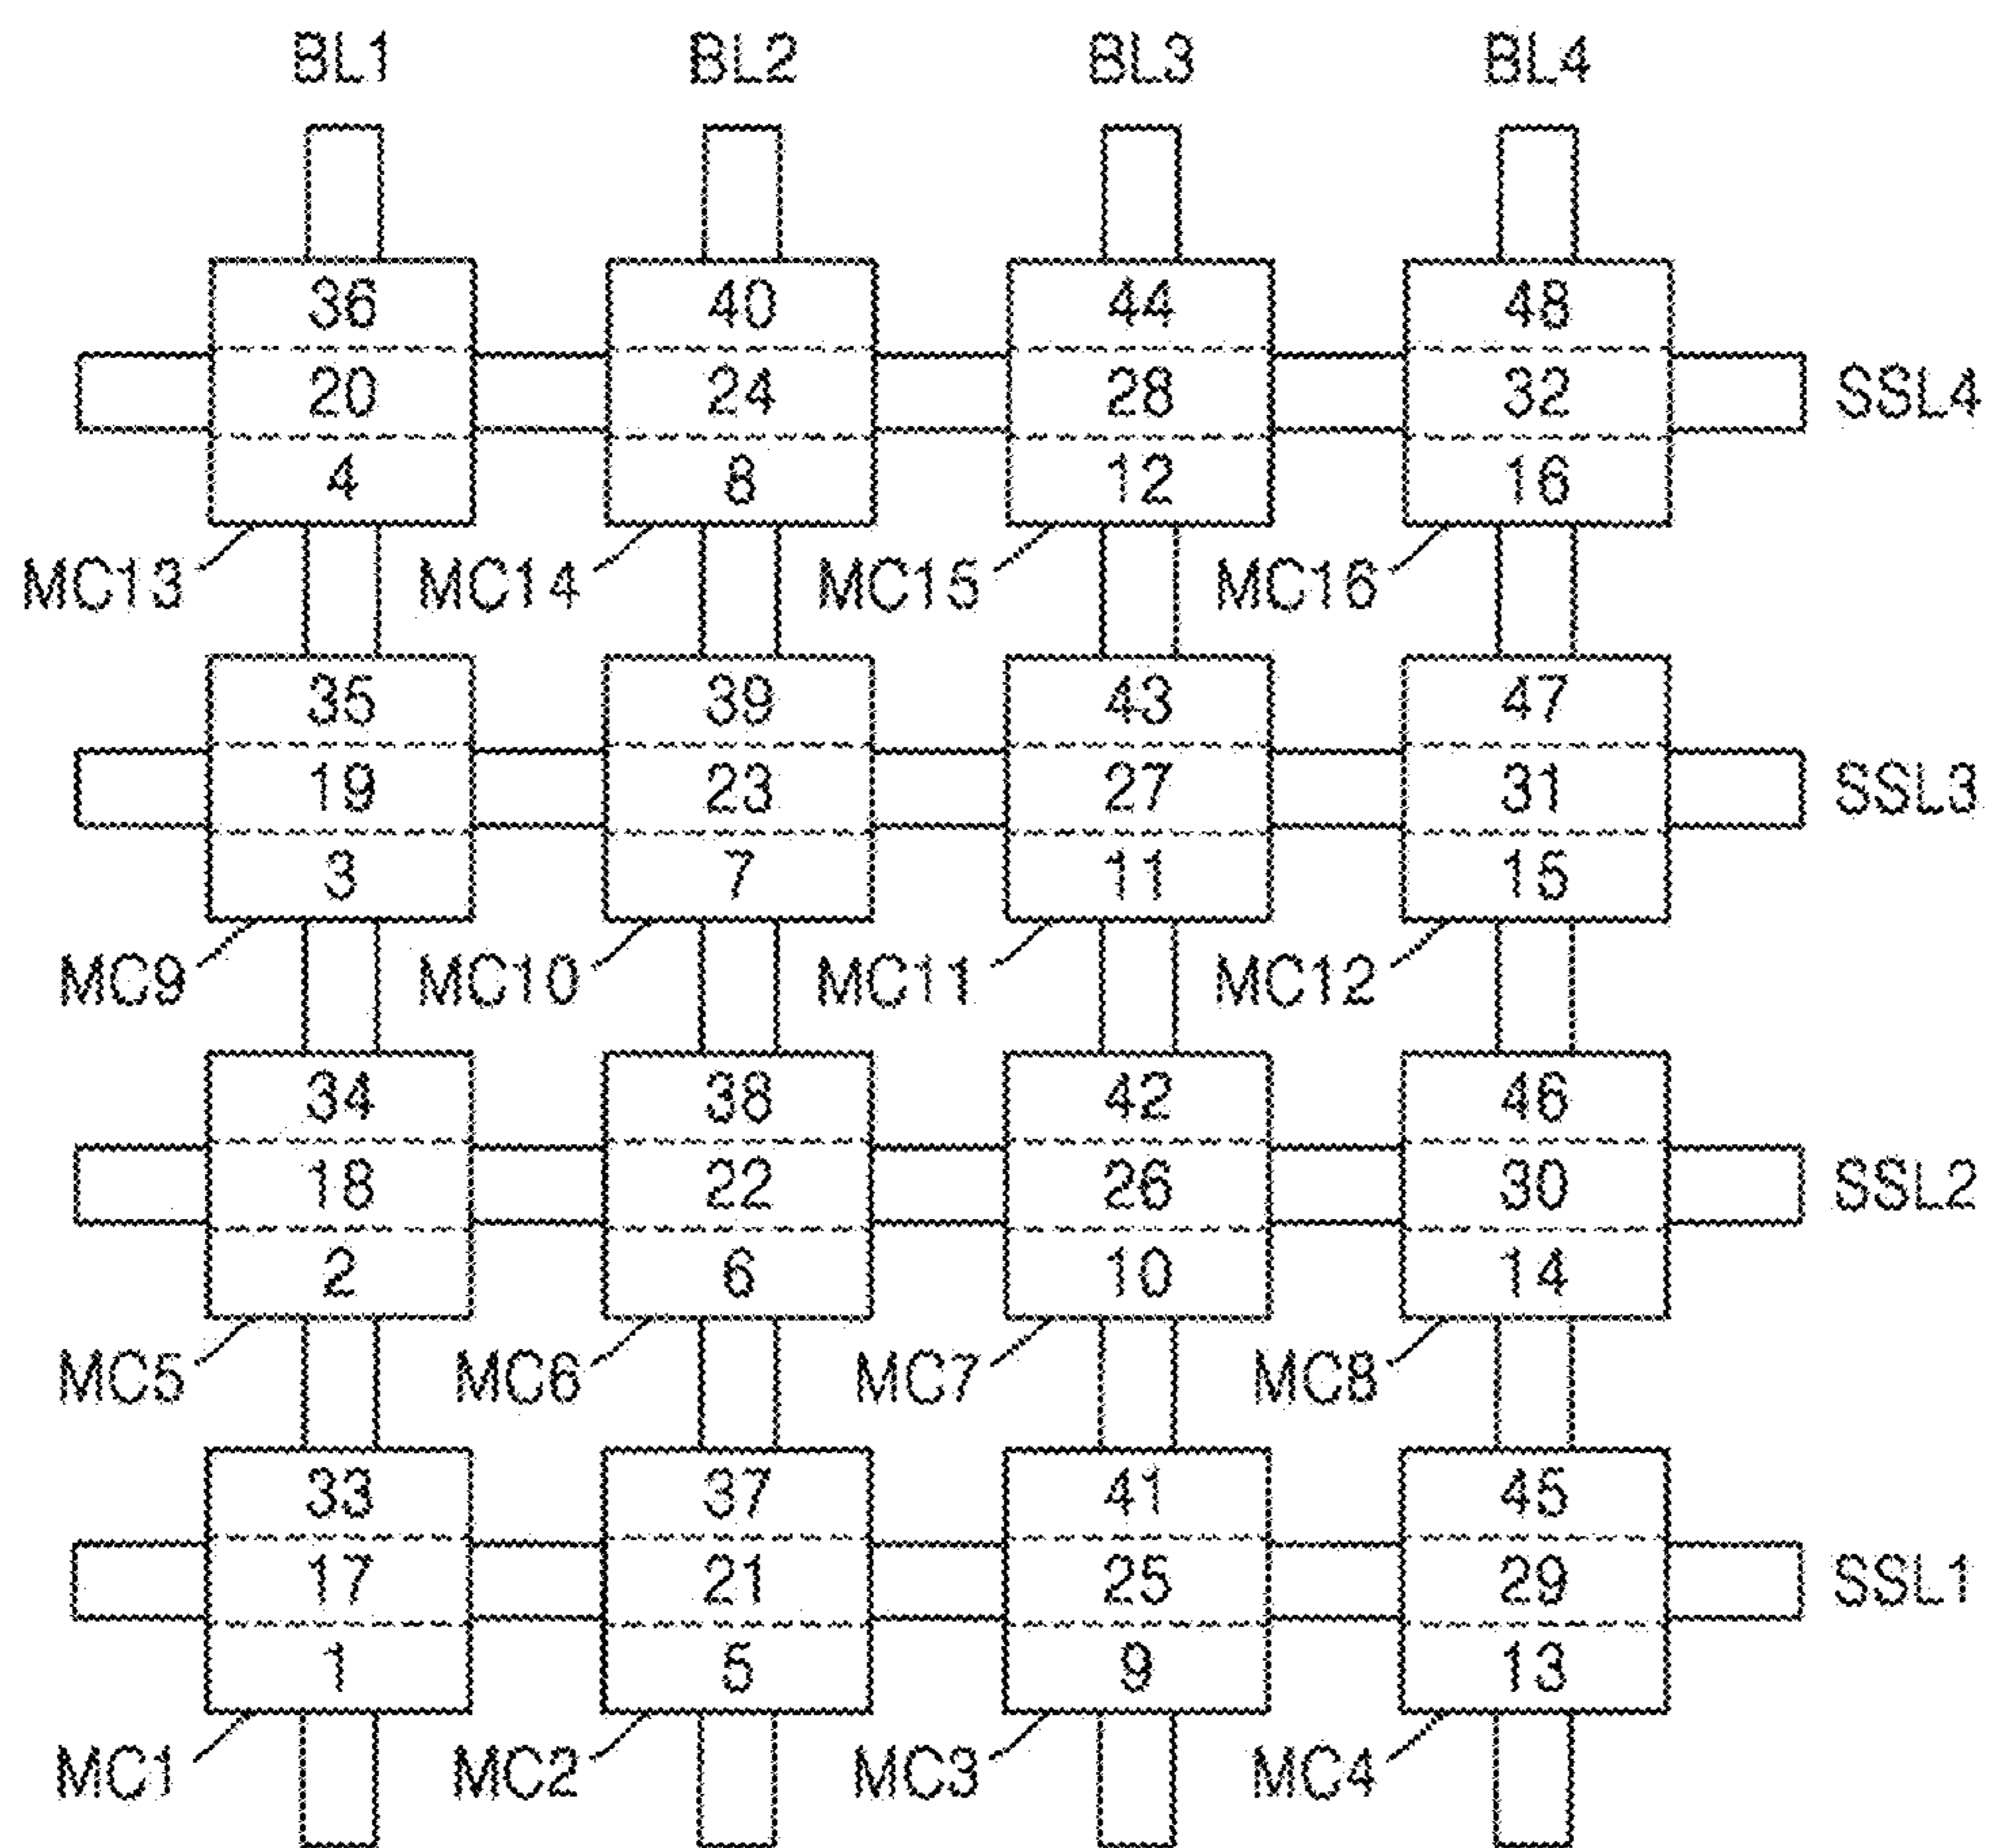 BL1 BL2 BL3 BL4
36 40 44 48
20 24 28 32 SSL4
4 8 12 16
MC13 MC14 MC15 MC16
35 39 43 47
19 23 27 31 SSL3
3 7 11 15
MC9 MC10 MC11 MC12
34 38 42 46
18 22 26 30 SSL2
2 6 10 14
MC5 MC6 MC7 MC8
33 37 41 45
17 21 25 29 SSL1
1 5 9 13
MC1 MC2 MC3 MC4